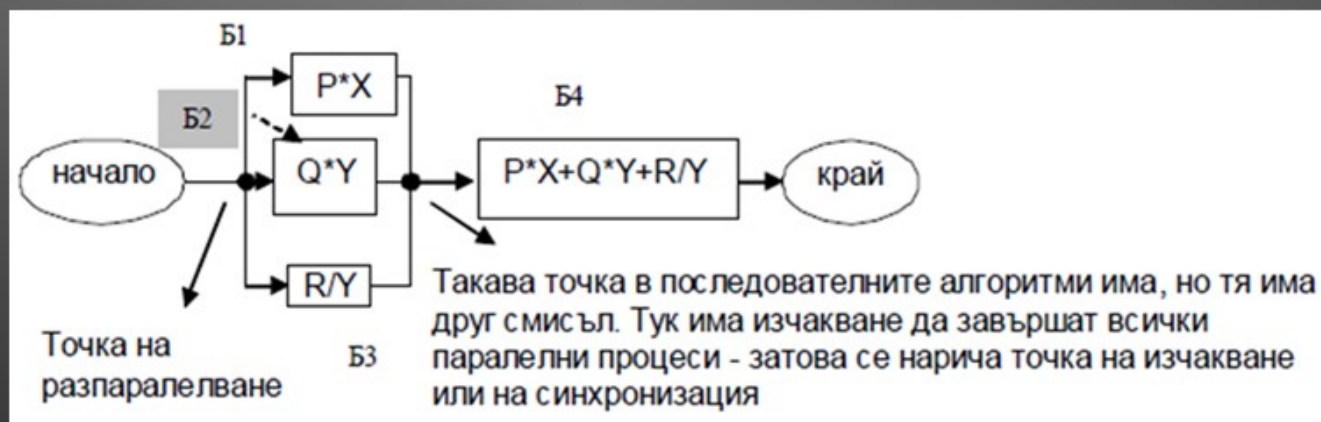 Б1
P*X
Б4
Б2
начало
Q*Y
P*X+Q*Y+R/Y
край
R/Y
Такава точка в последователните алгоритми има, но тя има
друг смисъл. Тук има изчакване да завършат всички
паралелни процеси - затова се нарича точка на изчакване
или на синхронизация
Точка на
разпаралелване
Б3